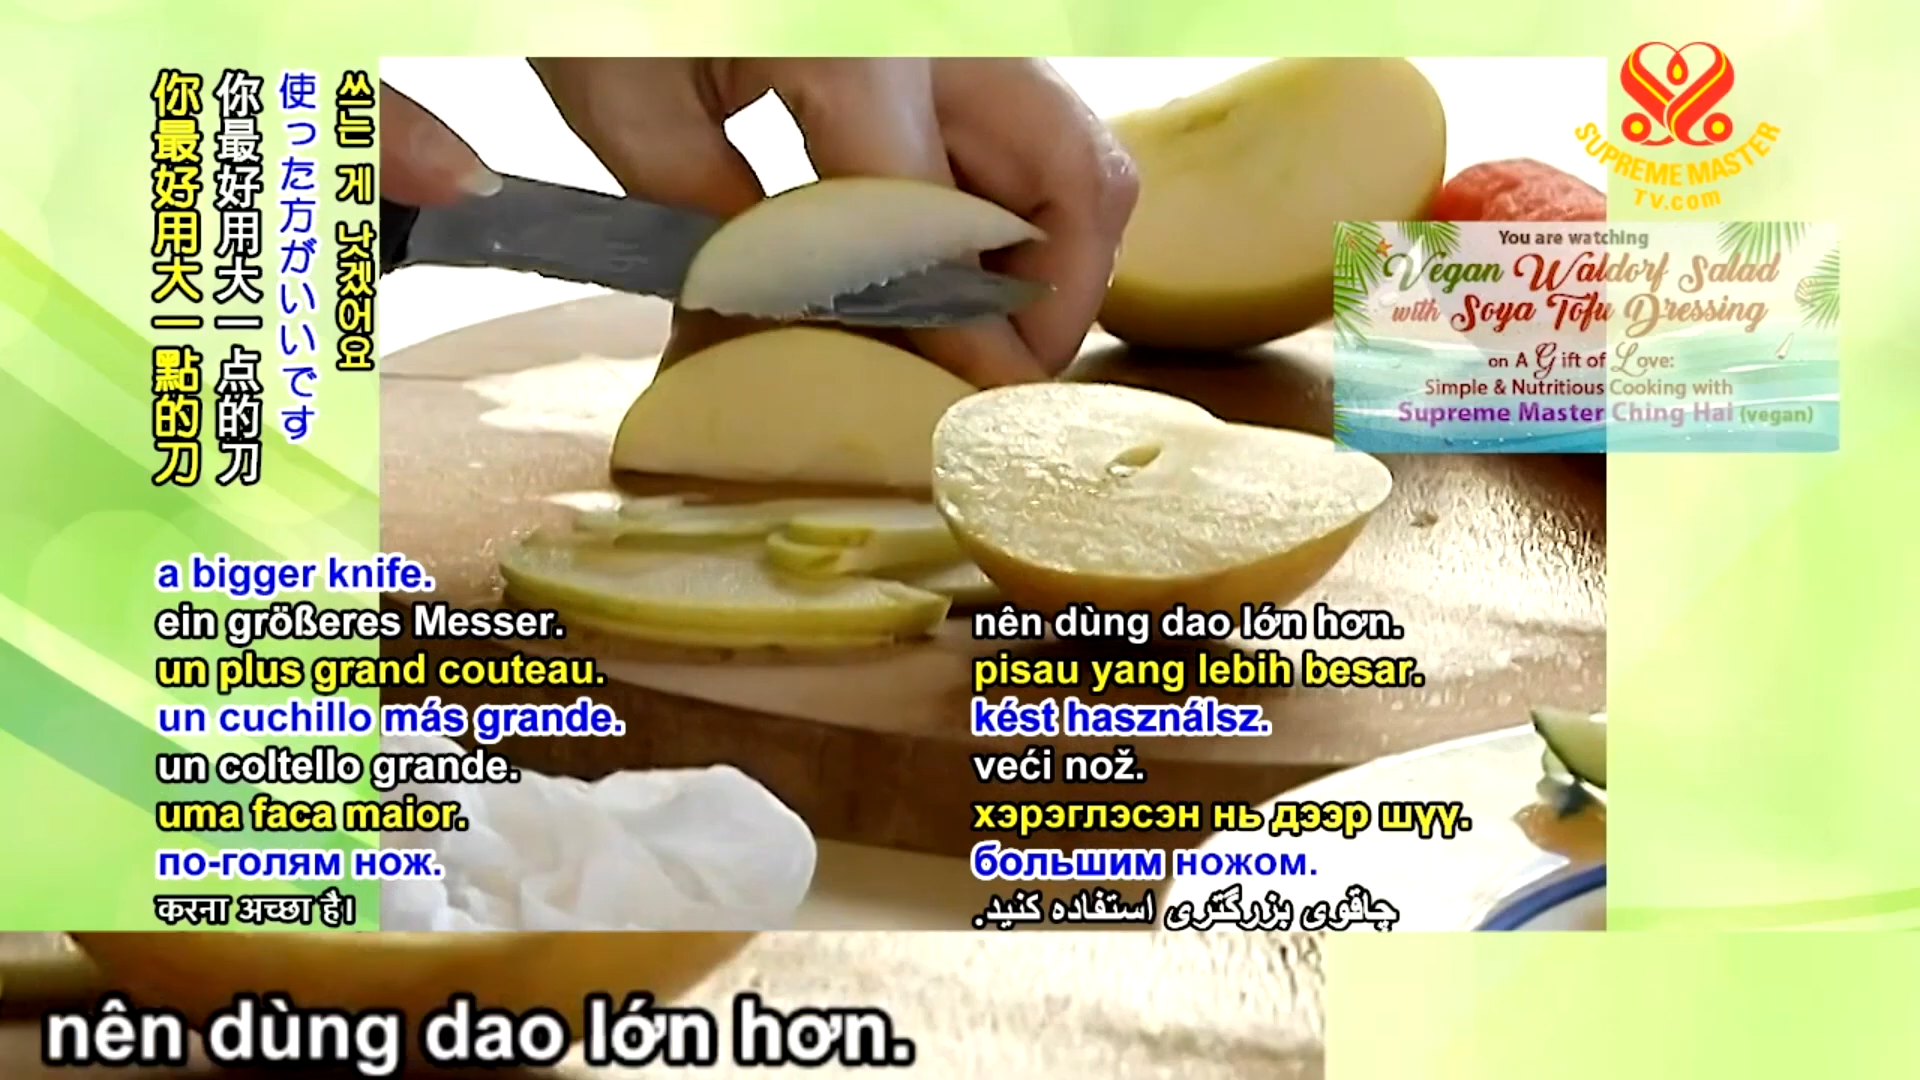 你最好用大一點的刀
你最好用大一点的刀
使った方がいいです
쓰는 게 낫겠어요
SUPREME MASTER
TV.com
You are watching
Vegan Waldorf Salad
with Soya Tofu Dressing
on A Gift of Love:
Simple & Nutritious Cooking with
Supreme Master Ching Hai (vegan)
a bigger knife.
ein größeres Messer.
un plus grand couteau.
un cuchillo más grande.
un coltello grande.
uma faca maior.
по-голям нож.
करना अच्छा है।
nên dùng dao lớn hơn.
pisau yang lebih besar.
kést használsz.
veći nož.
хэрэглэсэн нь дээр шүү.
большим ножом.
چاقوی بزرگتری استفاده کنید.
nên dùng dao lớn hơn.